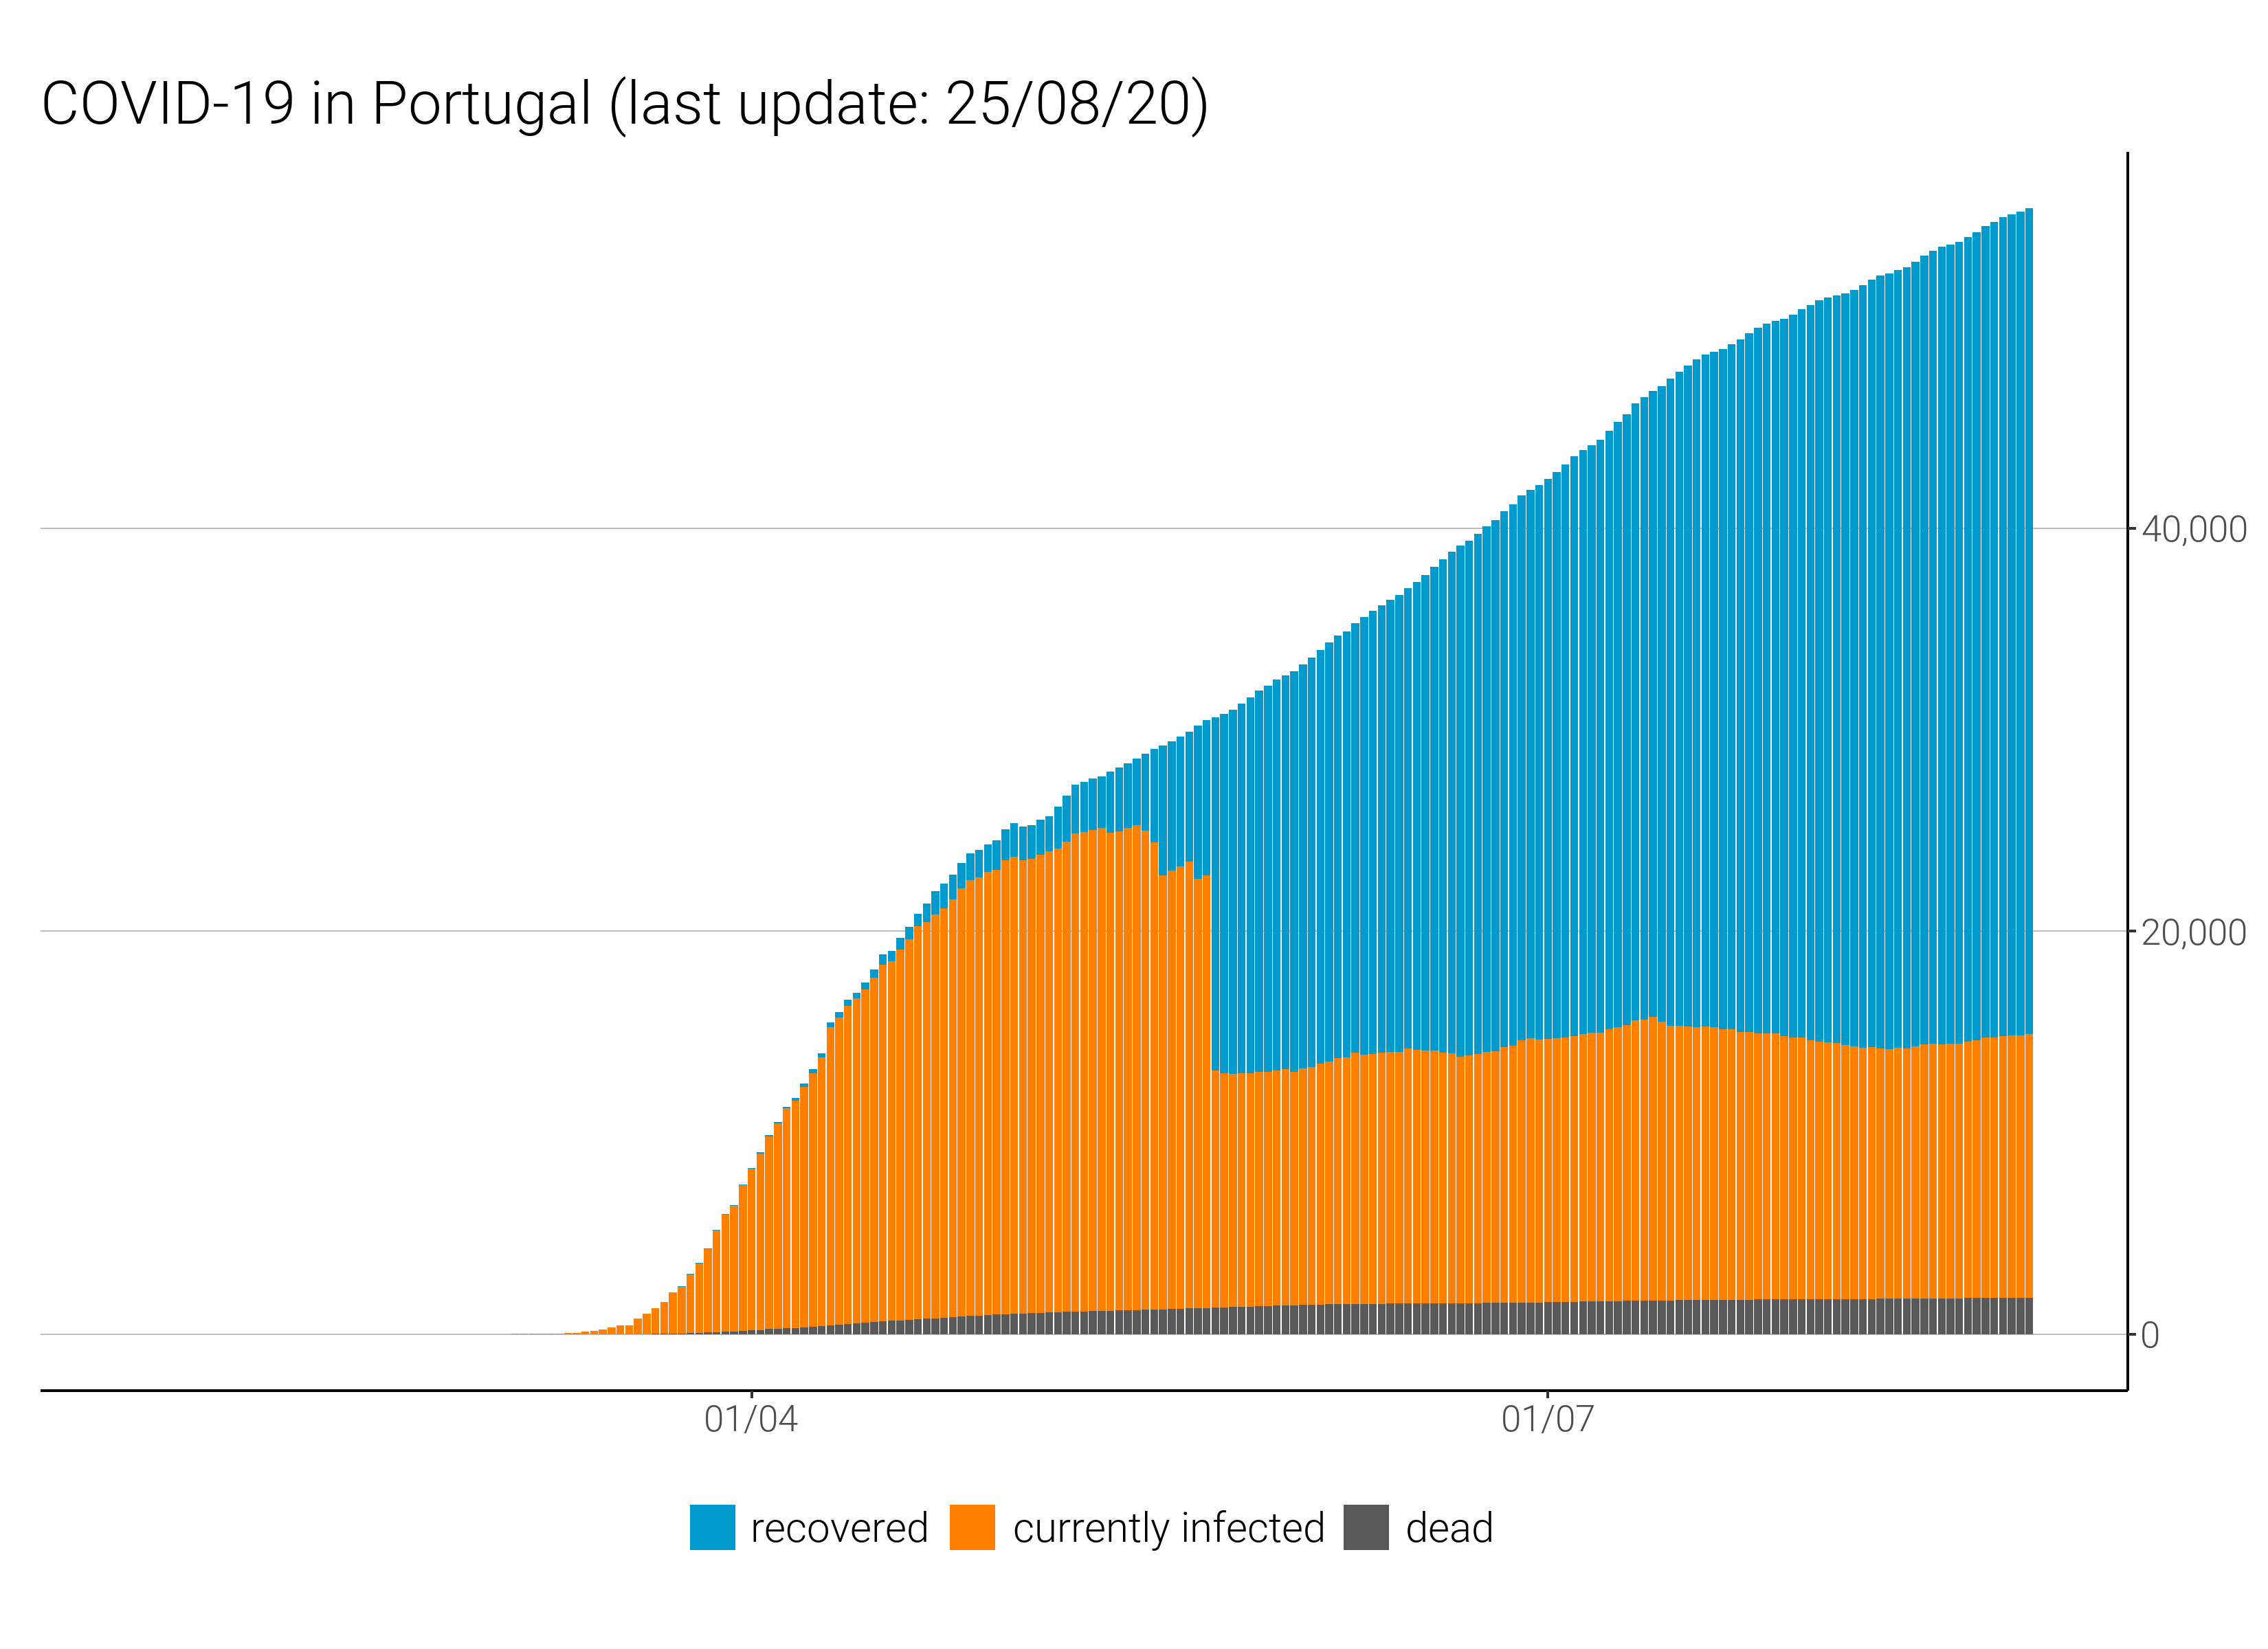 COVID-19 in Portugal (last update: 25/08/20)
40,000
20,000
0
01/04 01/07
recovered currently infected dead